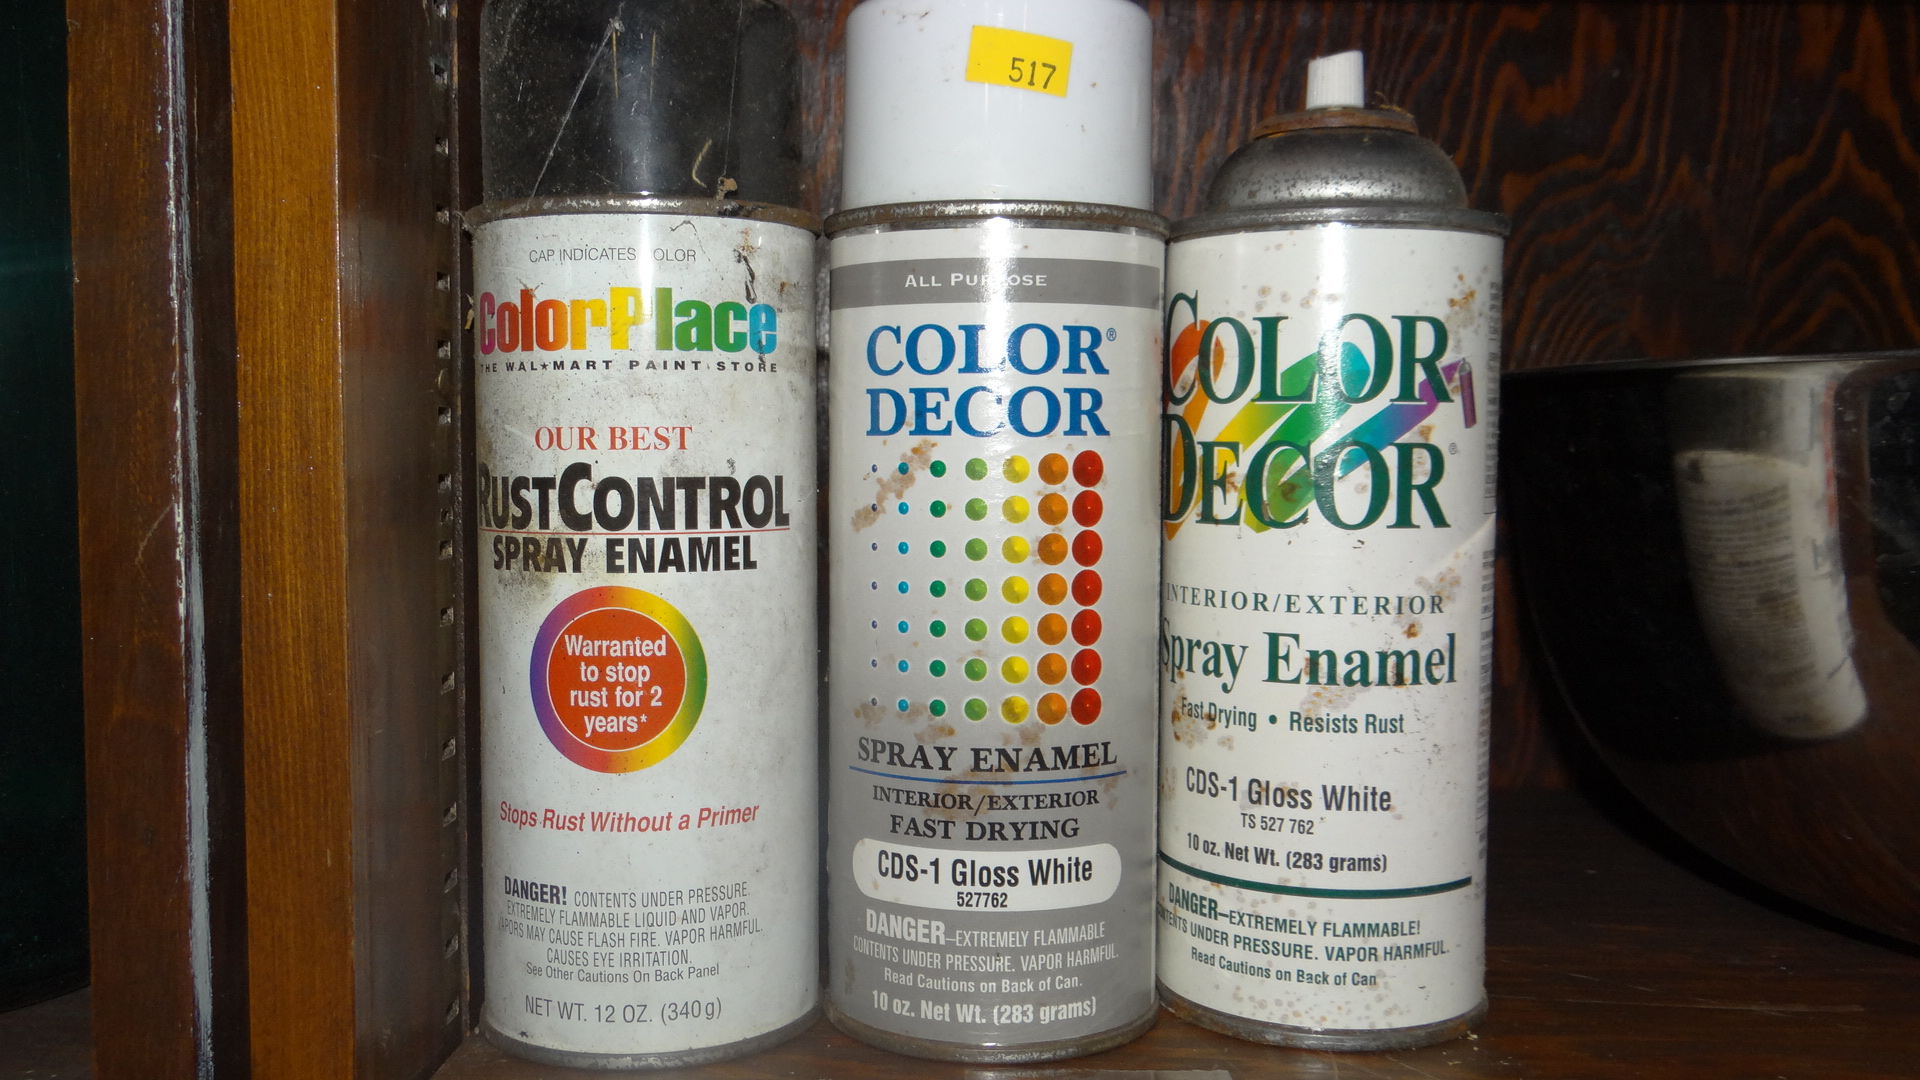 CAP INDICATES COLOR
ColorPlace™
THE WAL★MART PAINT STORE
OUR BEST
RUSTCONTROL
SPRAY ENAMEL
Warranted
to stop
rust for 2
years*
Stops Rust Without a Primer
DANGER! CONTENTS UNDER PRESSURE.
EXTREMELY FLAMMABLE LIQUID AND VAPOR.
VAPORS MAY CAUSE FLASH FIRE. VAPOR HARMFUL.
CAUSES EYE IRRITATION.
See Other Cautions On Back Panel
NET WT. 12 OZ. (340g)
517
ALL PURPOSE
COLOR®
DECOR
SPRAY ENAMEL
INTERIOR/EXTERIOR
FAST DRYING
CDS-1 Gloss White
527762
DANGER–EXTREMELY FLAMMABLE
CONTENTS UNDER PRESSURE. VAPOR HARMFUL.
Read Cautions on Back of Can.
10 oz. Net Wt. (283 grams)
COLOR
DECOR®
INTERIOR/EXTERIOR
Spray Enamel
Fast Drying • Resists Rust
CDS-1 Gloss White
TS 527 762
10 oz. Net Wt. (283 grams)
DANGER–EXTREMELY FLAMMABLE!
CONTENTS UNDER PRESSURE. VAPOR HARMFUL.
Read Cautions on Back of Can